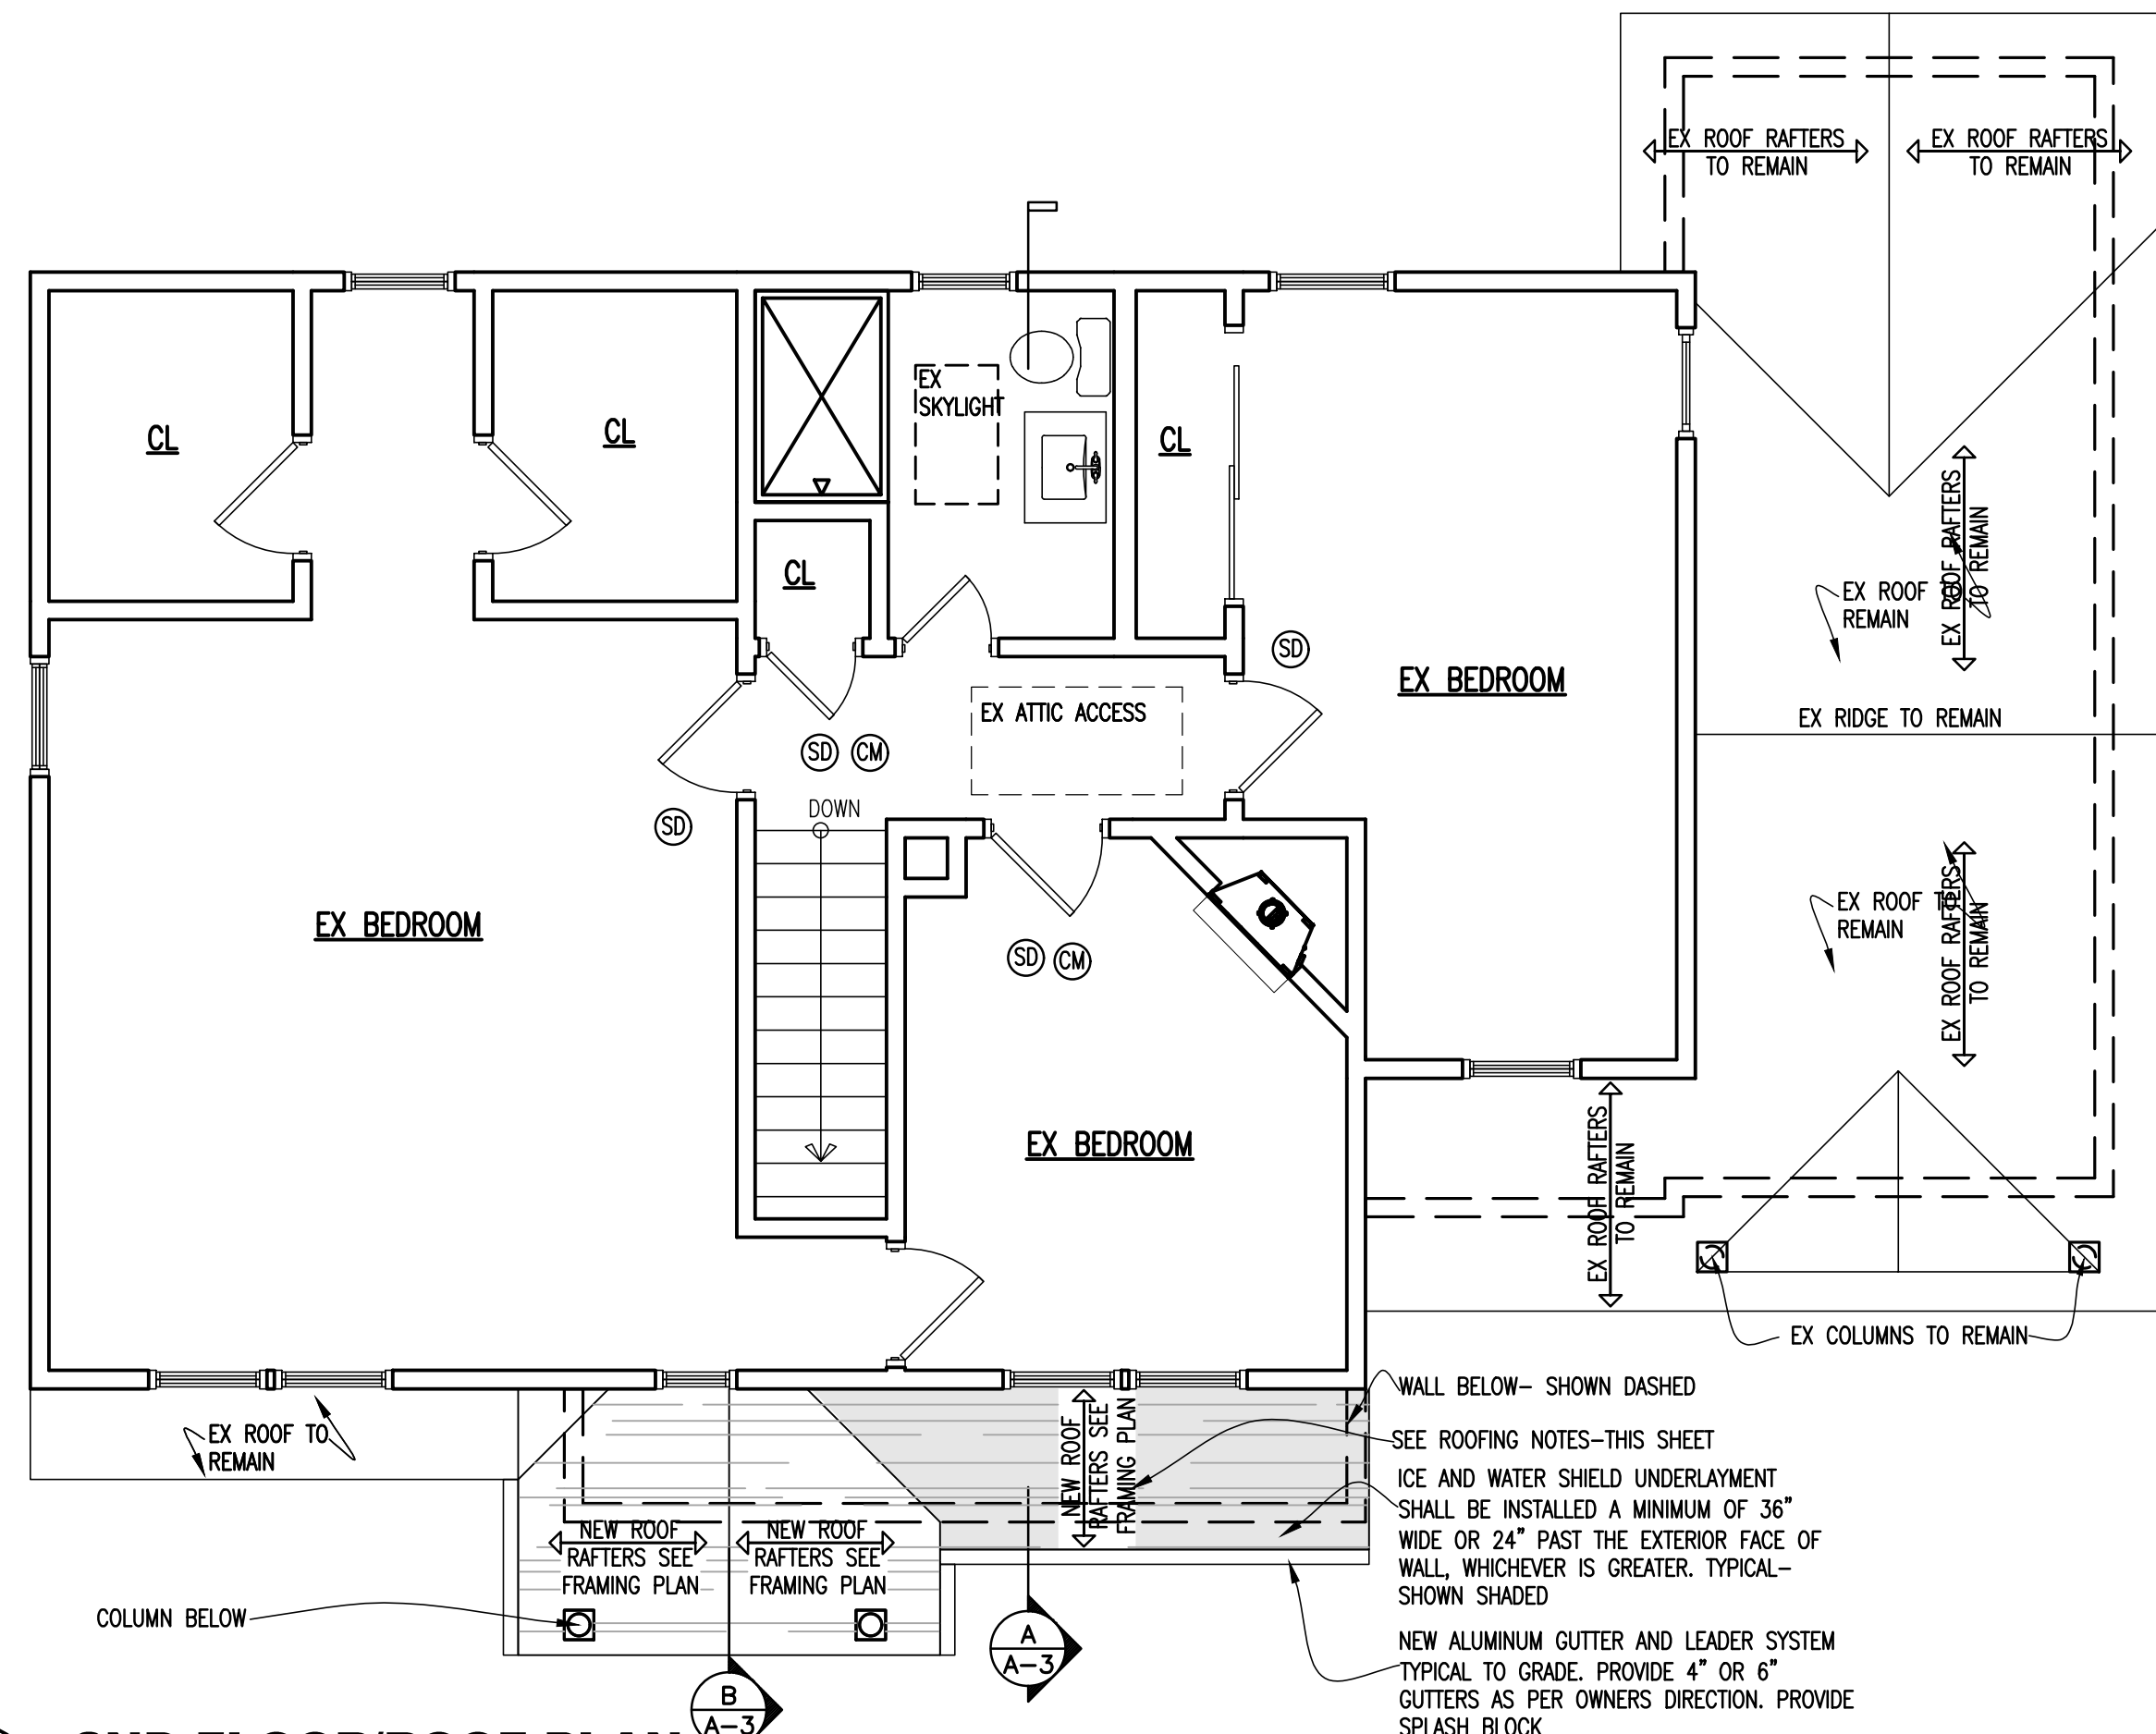 EX ROOF RAFTERS
TO REMAIN
EX ROOF RAFTERS
TO REMAIN
EX
SKYLIGHT
CL
CL
CL
CL
EX ROOF RAFTERS
TO REMAIN
EX ROOF TO
REMAIN
SD
EX BEDROOM
EX ATTIC ACCESS
EX RIDGE TO REMAIN
SD
CM
DOWN
SD
EX BEDROOM
SD
CM
EX ROOF TO
REMAIN
EX ROOF RAFTERS
TO REMAIN
EX BEDROOM
EX ROOF RAFTERS
TO REMAIN
EX COLUMNS TO REMAIN
WALL BELOW- SHOWN DASHED
EX ROOF TO
REMAIN
NEW ROOF
RAFTERS SEE
FRAMING PLAN
SEE ROOFING NOTES-THIS SHEET
ICE AND WATER SHIELD UNDERLAYMENT
SHALL BE INSTALLED A MINIMUM OF 36"
WIDE OR 24" PAST THE EXTERIOR FACE OF
WALL, WHICHEVER IS GREATER. TYPICAL-
SHOWN SHADED
NEW ROOF
RAFTERS SEE
FRAMING PLAN
NEW ROOF
RAFTERS SEE
FRAMING PLAN
COLUMN BELOW
A
A-3
NEW ALUMINUM GUTTER AND LEADER SYSTEM
TYPICAL TO GRADE. PROVIDE 4" OR 6"
GUTTERS AS PER OWNERS DIRECTION. PROVIDE
SPLASH BLOCK
B
A-3